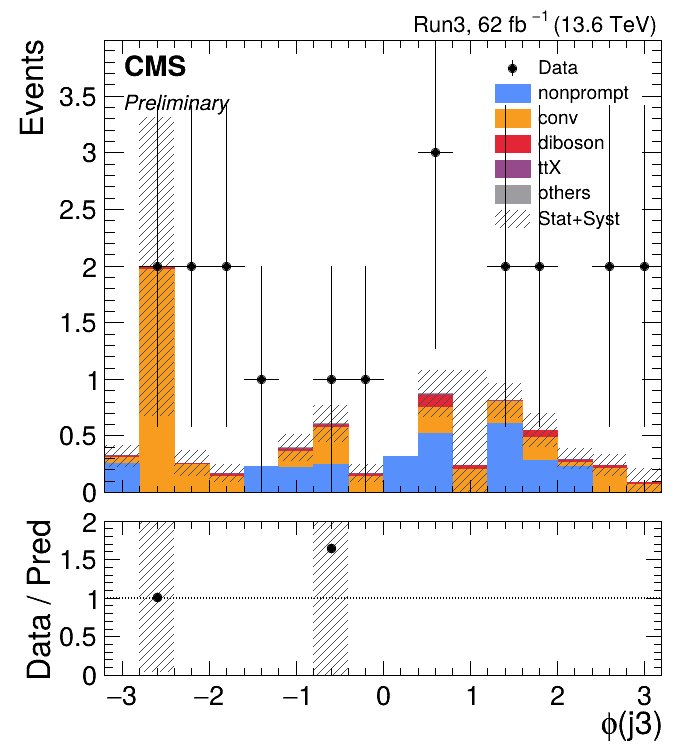 Run3, 62 fb⁻¹ (13.6 TeV)
CMS
Preliminary
Events
Data
nonprompt
conv
diboson
ttX
others
Stat+Syst
3.5
3
2.5
2
1.5
1
0.5
0
Data / Pred
2
1.5
1
0.5
0
−3 −2 −1 0 1 2 3
ϕ(j3)